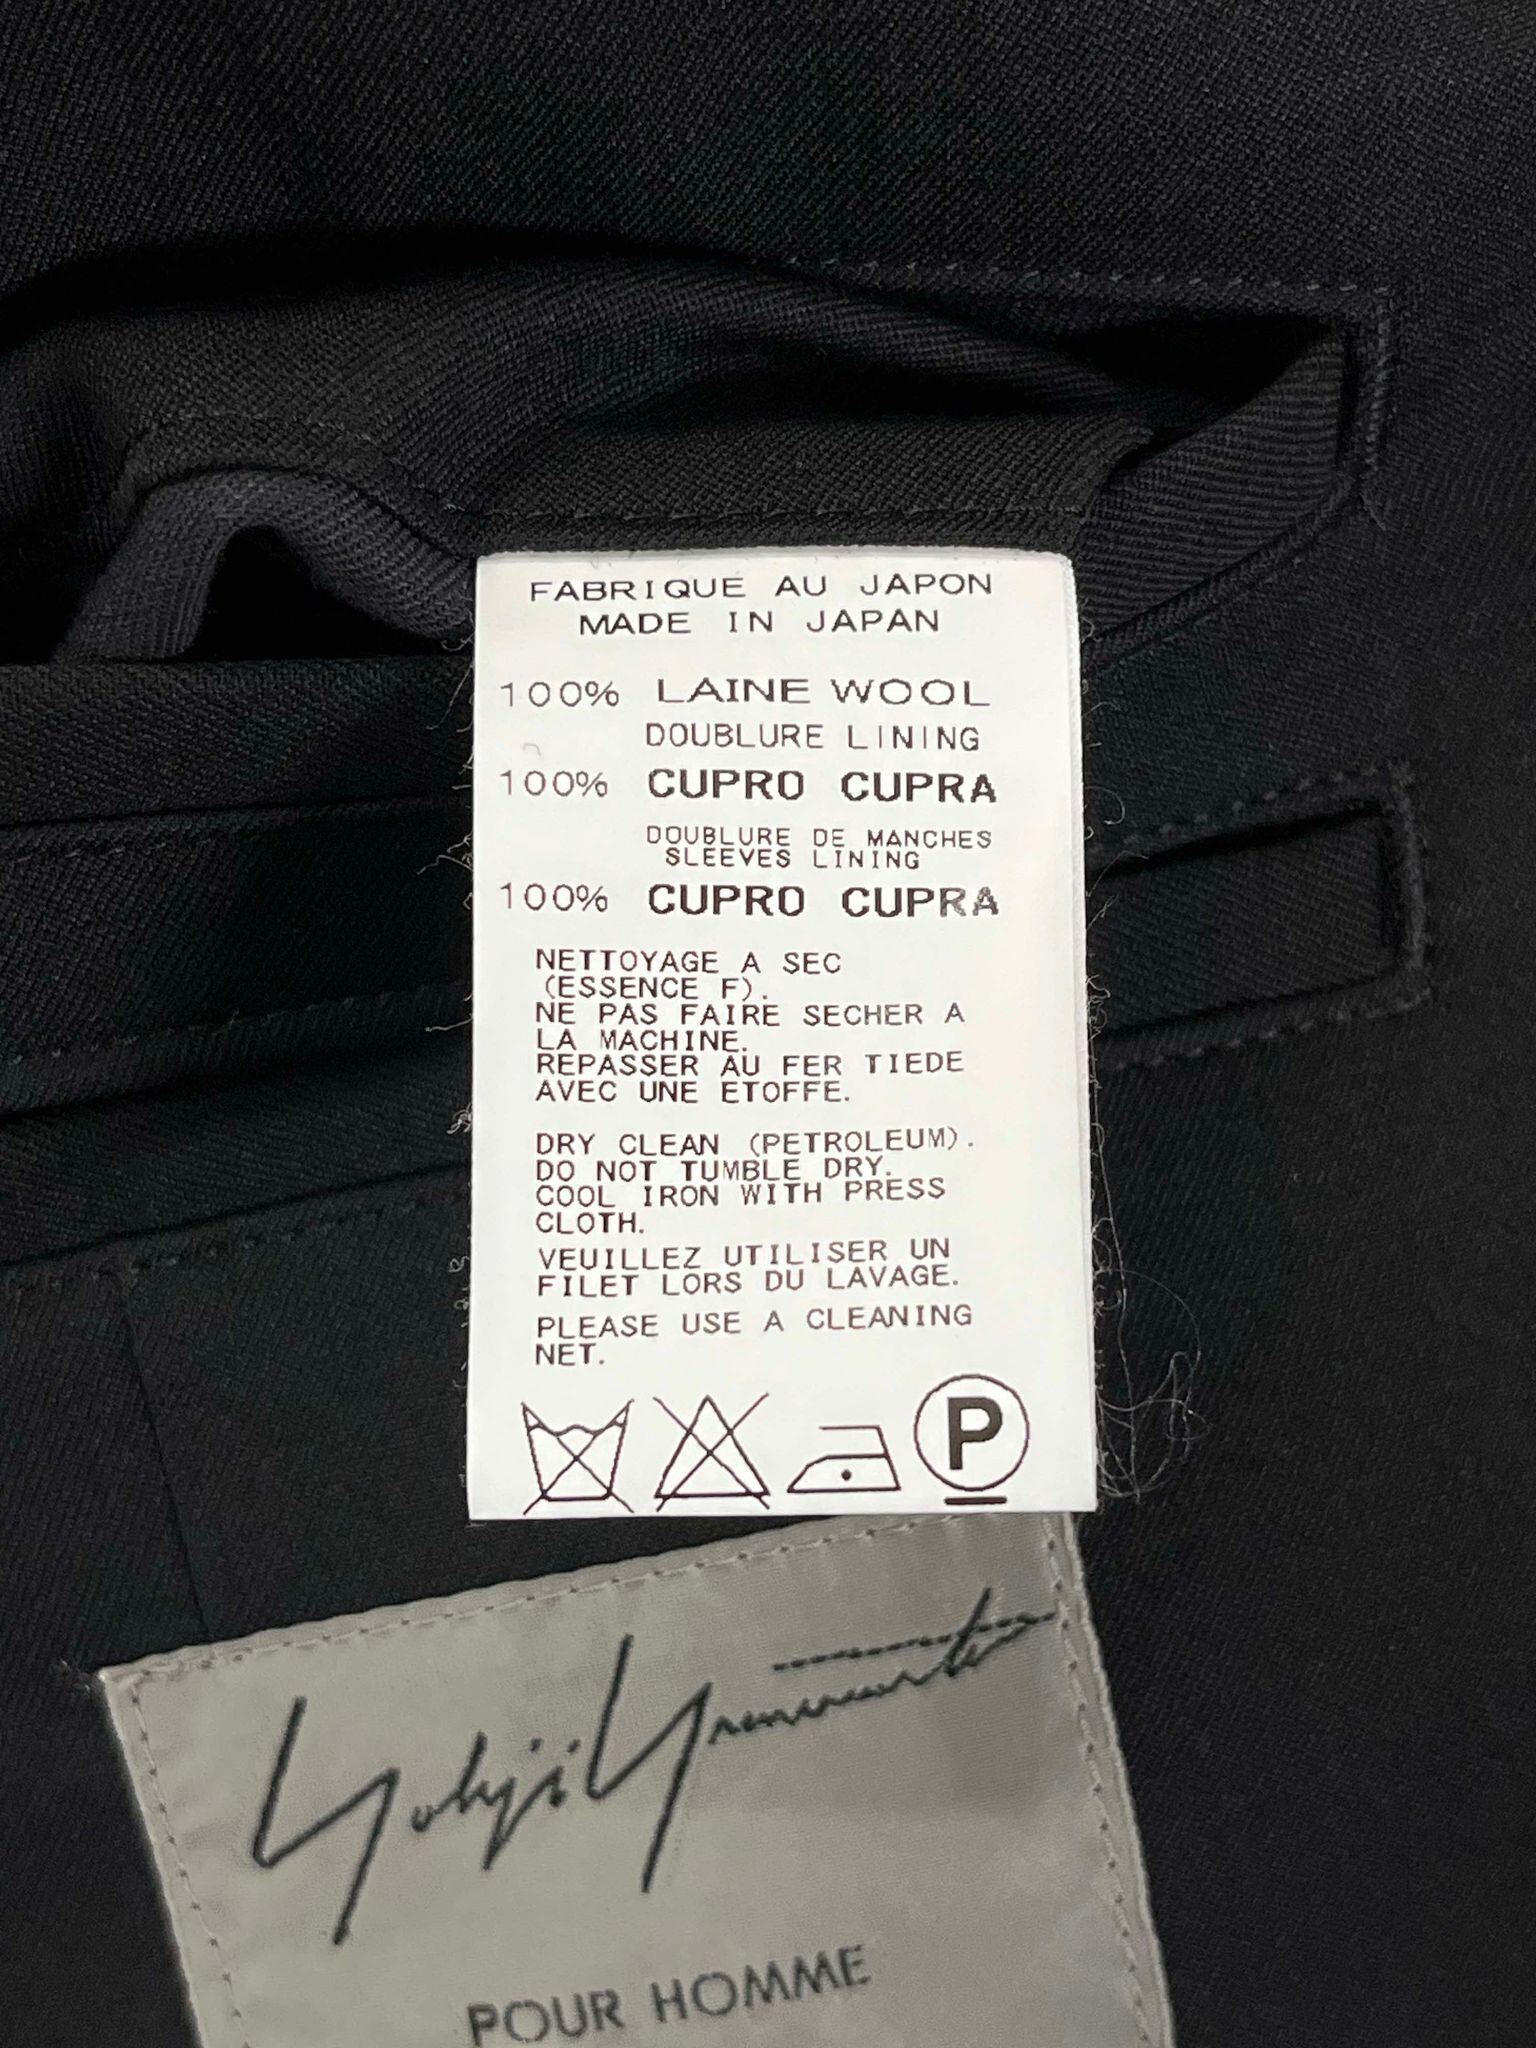 FABRIQUE AU JAPON
MADE IN JAPAN
100% LAINE WOOL
DOUBLURE LINING
100% CUPRO CUPRA
DOUBLURE DE MANCHES
SLEEVES LINING
100% CUPRO CUPRA
NETTOYAGE A SEC
(ESSENCE F).
NE PAS FAIRE SECHER A
LA MACHINE.
REPASSER AU FER TIEDE
AVEC UNE ETOFFE.
DRY CLEAN (PETROLEUM).
DO NOT TUMBLE DRY.
COOL IRON WITH PRESS
CLOTH.
VEUILLEZ UTILISER UN
FILET LORS DU LAVAGE.
PLEASE USE A CLEANING
NET.
P
Yohji Yamamoto
POUR HOMME